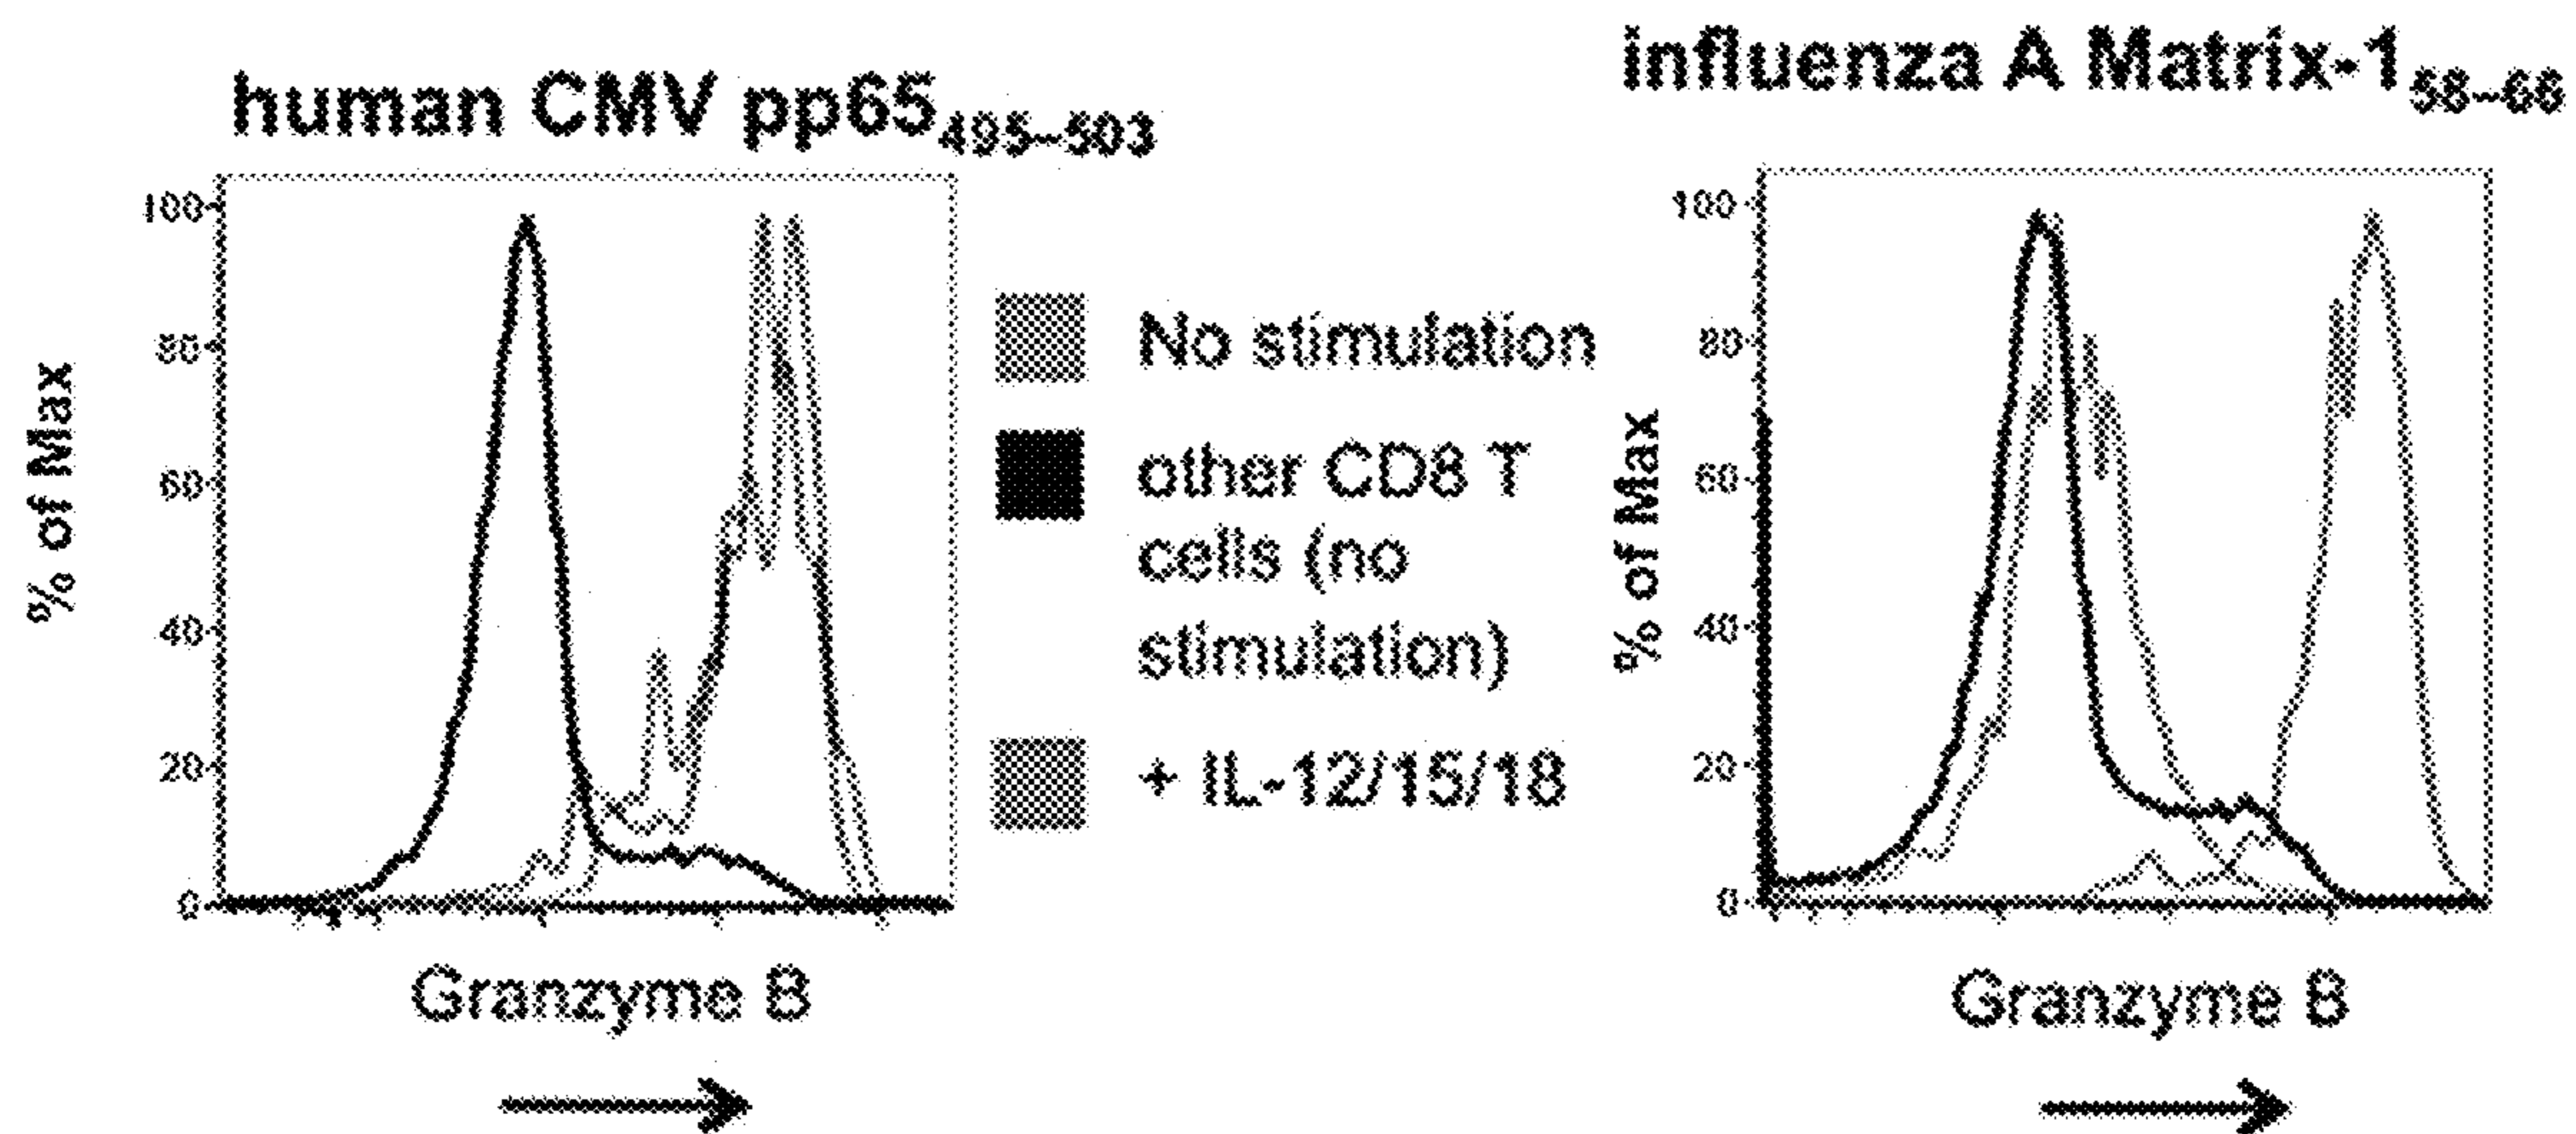 human CMV pp65495–503
100
80
60
40
20
0
% of Max
Granzyme B
No stimulation
other CD8 T
cells (no
stimulation)
+ IL-12/15/18
influenza A Matrix-158–66
100
80
60
40
20
0
% of Max
Granzyme B